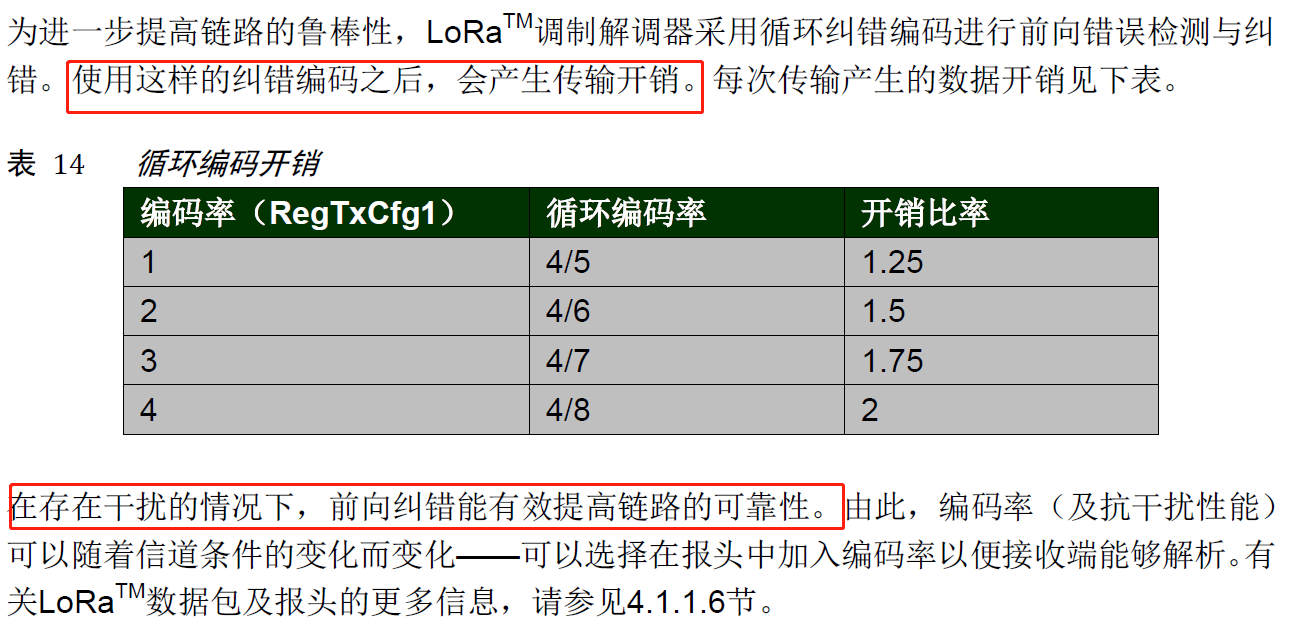 为进一步提高链路的鲁棒性，LoRaTM调制解调器采用循环纠错编码进行前向错误检测与纠
错。使用这样的纠错编码之后，会产生传输开销。每次传输产生的数据开销见下表。
表 14 循环编码开销
编码率（RegTxCfg1） 循环编码率 开销比率
1 4/5 1.25
2 4/6 1.5
3 4/7 1.75
4 4/8 2
在存在干扰的情况下，前向纠错能有效提高链路的可靠性。由此，编码率（及抗干扰性能）
可以随着信道条件的变化而变化——可以选择在报头中加入编码率以便接收端能够解析。有
关LoRaTM数据包及报头的更多信息，请参见4.1.1.6节。